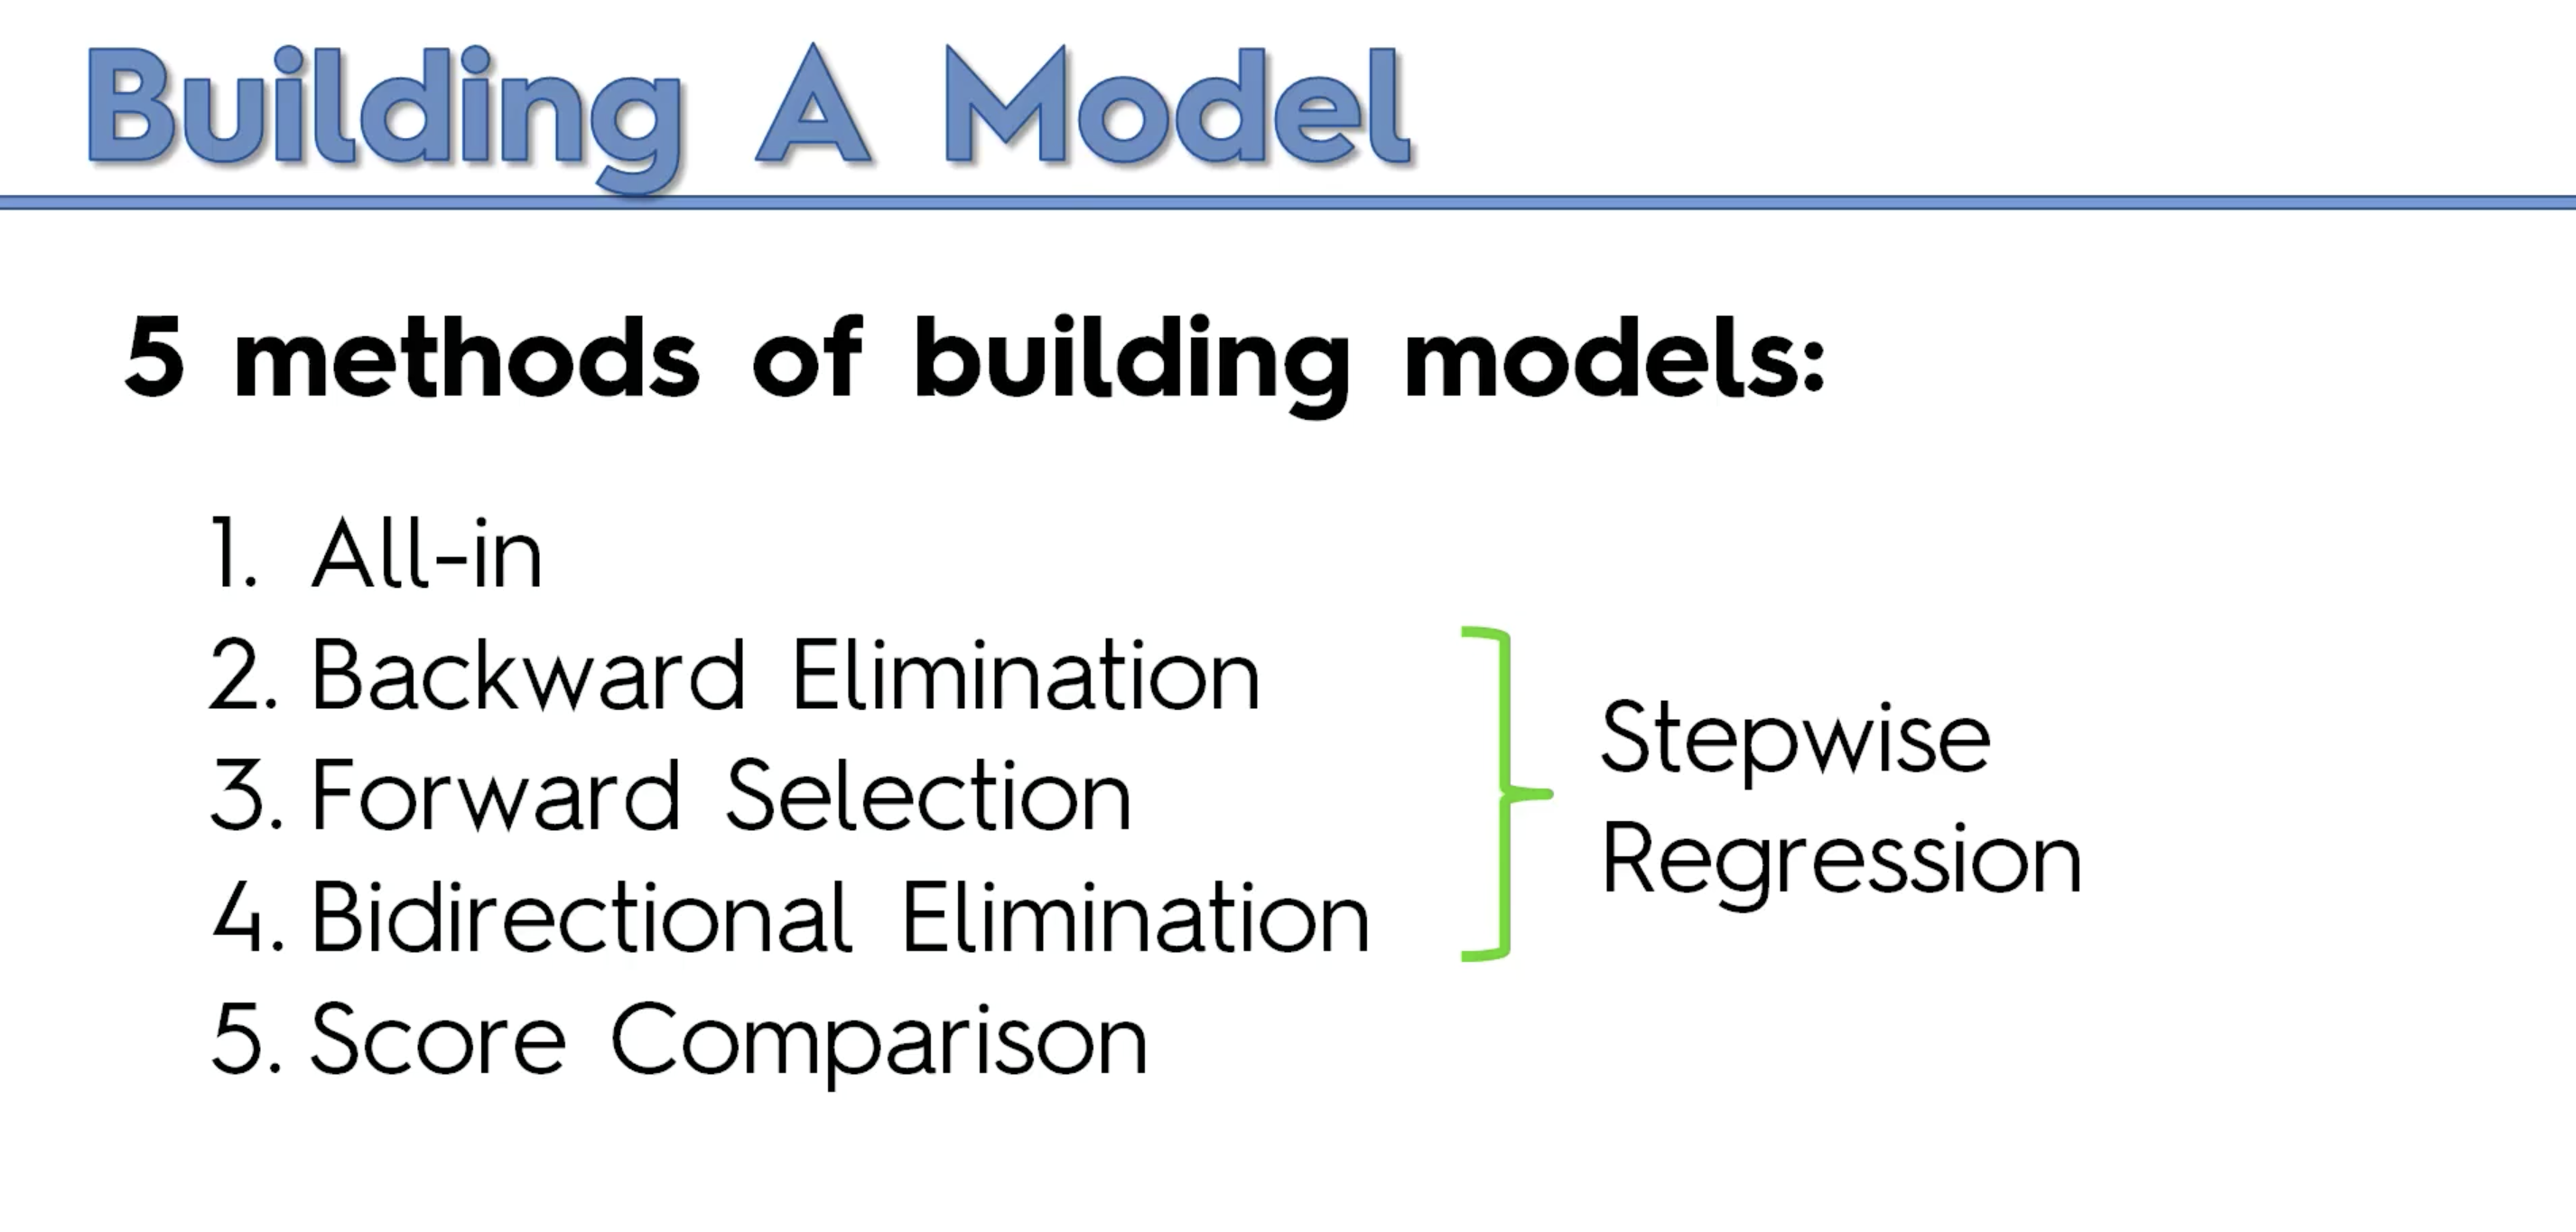 Building A Model
5 methods of building models:
1. All-in
2. Backward Elimination
3. Forward Selection
4. Bidirectional Elimination
5. Score Comparison
Stepwise
Regression